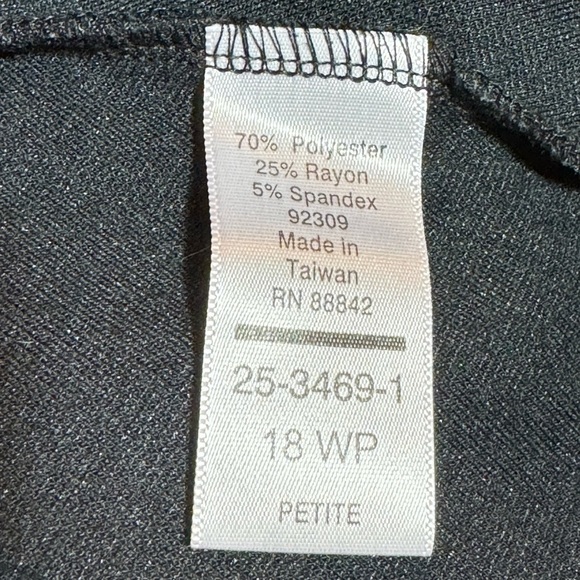 70% Polyester
25% Rayon
5% Spandex
92309
Made in
Taiwan
RN 88842
25-3469-1
18 WP
PETITE